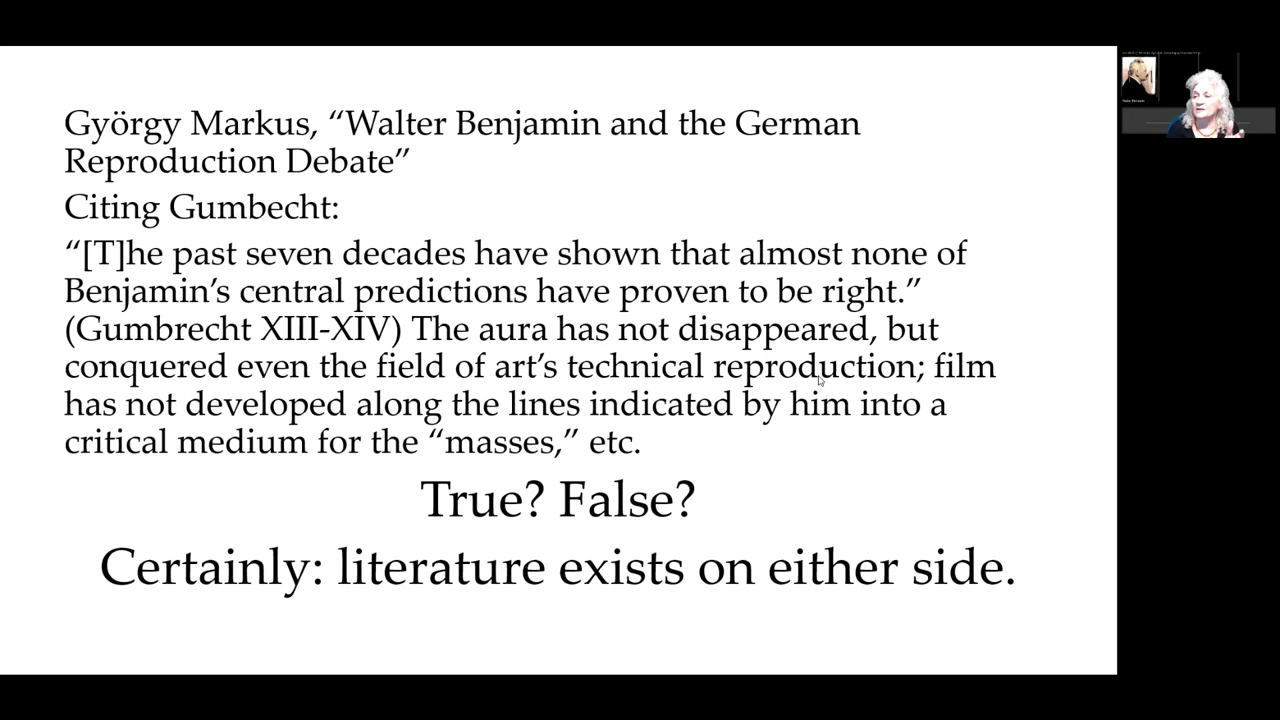 György Markus, “Walter Benjamin and the German
Reproduction Debate”
Citing Gumbecht:
“[T]he past seven decades have shown that almost none of
Benjamin’s central predictions have proven to be right.”
(Gumbrecht XIII-XIV) The aura has not disappeared, but
conquered even the field of art’s technical reproduction; film
has not developed along the lines indicated by him into a
critical medium for the “masses,” etc.
True? False?
Certainly: literature exists on either side.